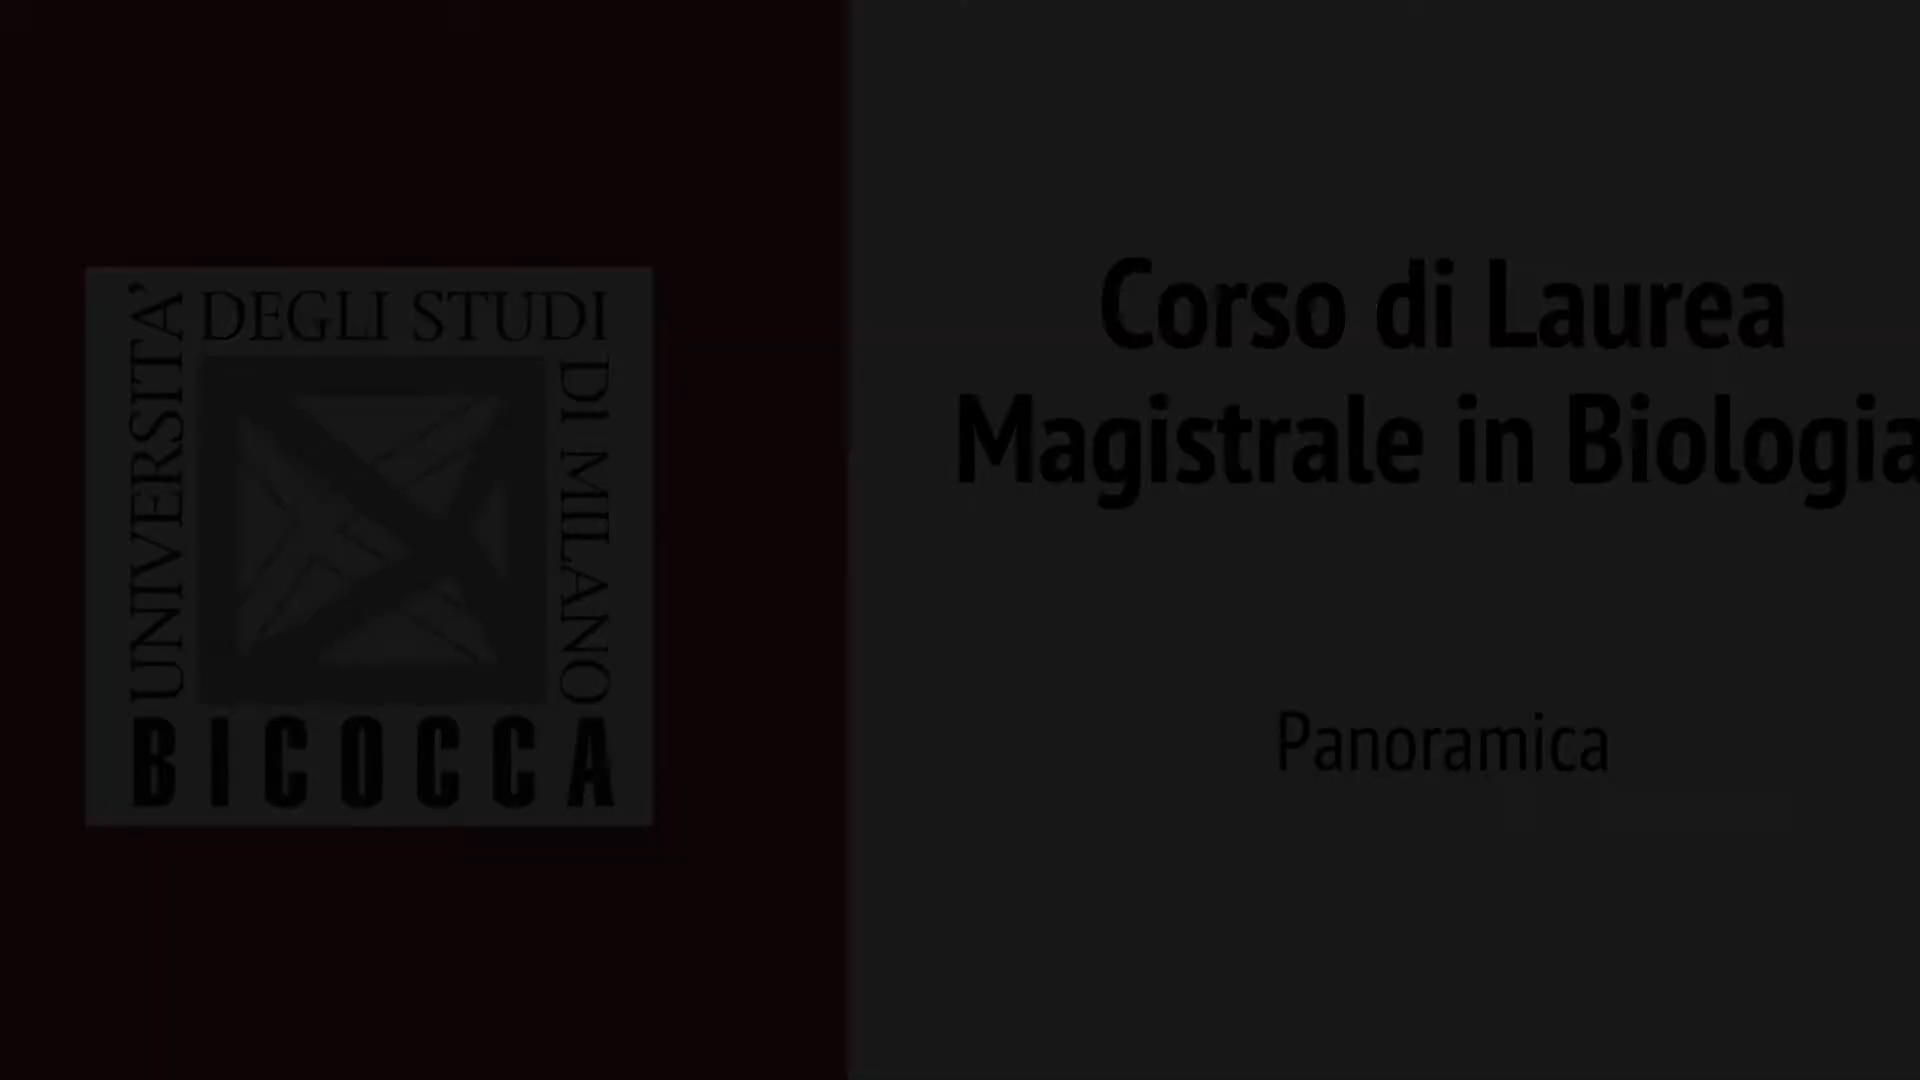 UNIVERSITA'
DEGLI STUDI
DI MILANO
BICOCCA
Corso di Laurea
Magistrale in Biologia
Panoramica